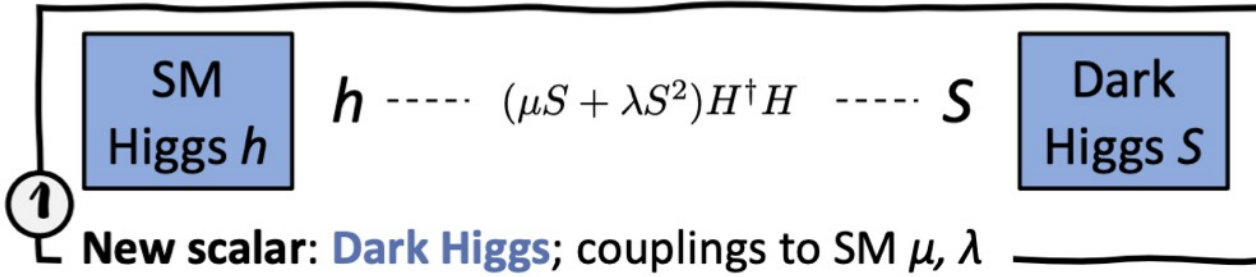 SM
Higgs h
h ----- (μS + λS²)H†H ----- S
Dark
Higgs S
1
New scalar: Dark Higgs; couplings to SM μ, λ